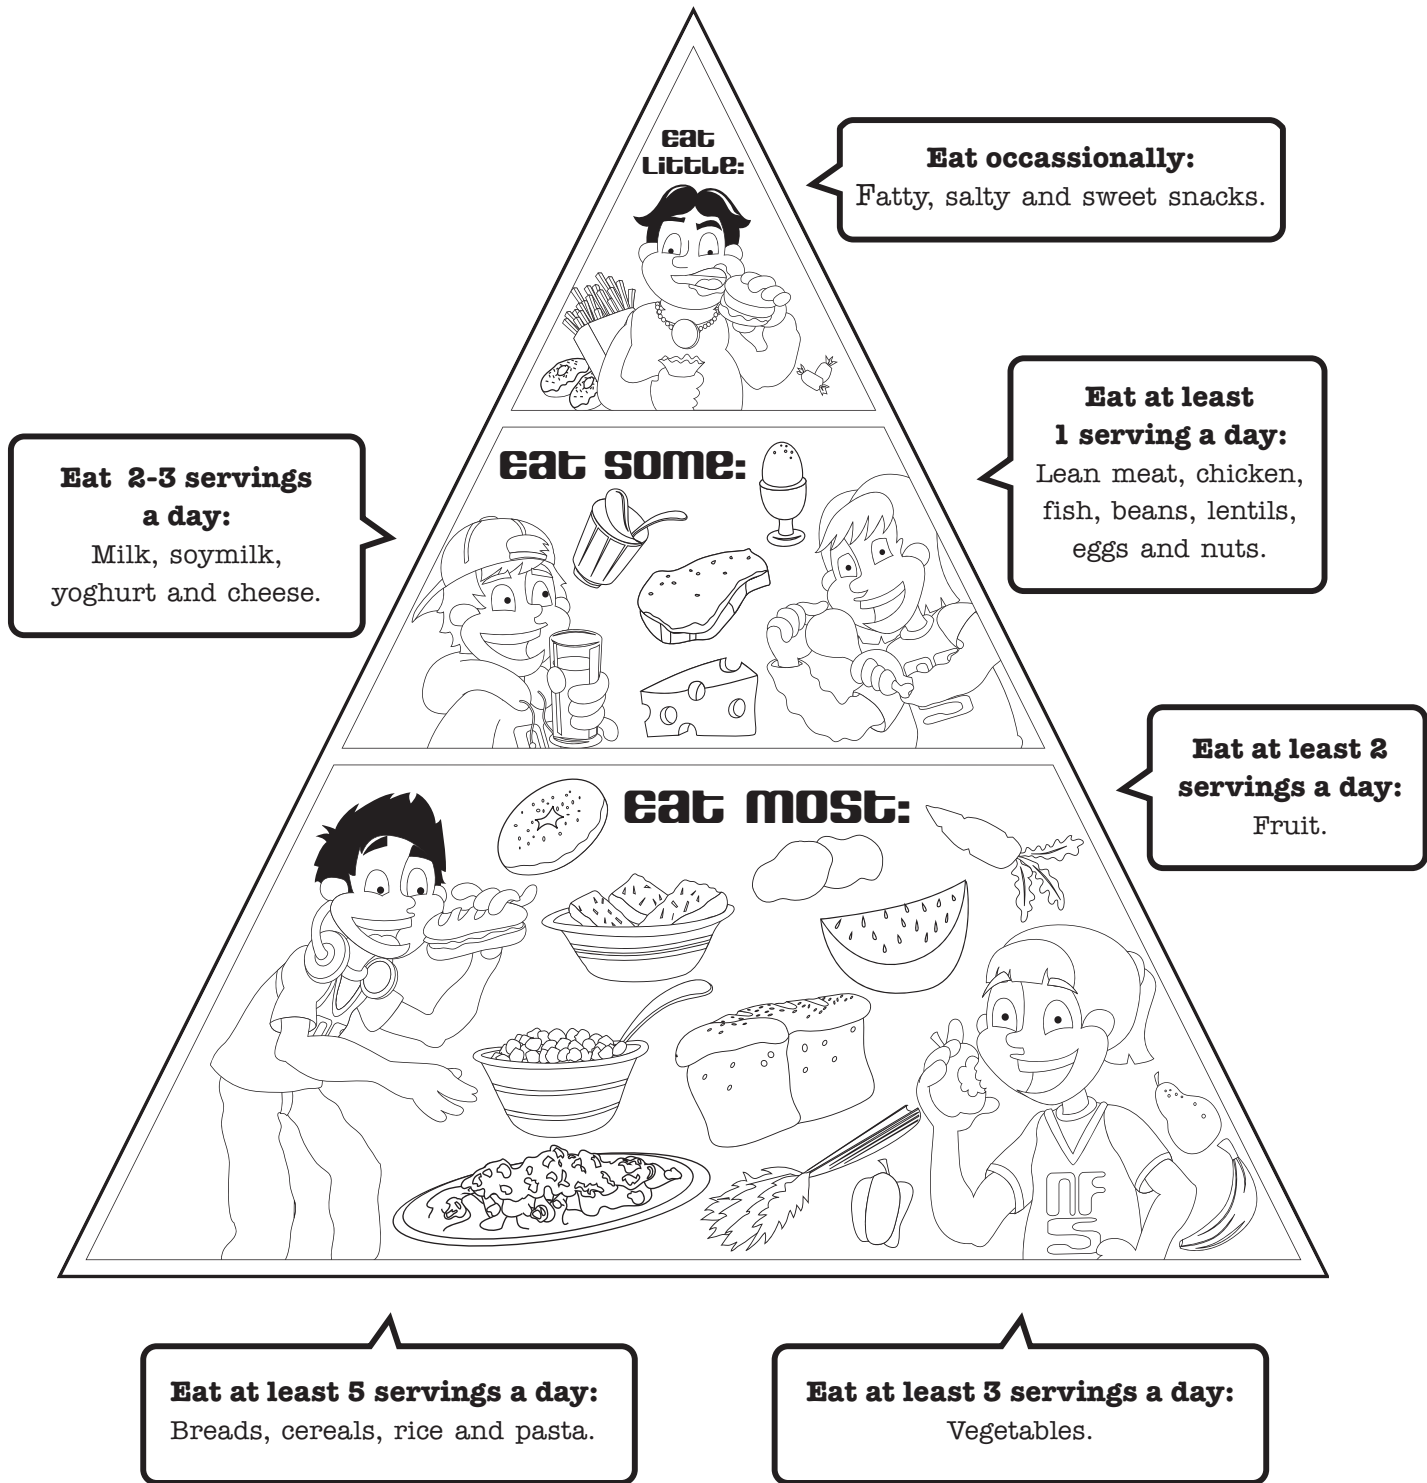 Eat
Little:
Eat occassionally:
Fatty, salty and sweet snacks.
Eat at least
1 serving a day:
Lean meat, chicken,
fish, beans, lentils,
eggs and nuts.
Eat some:
Eat 2-3 servings
a day:
Milk, soymilk,
yoghurt and cheese.
Eat at least 2
servings a day:
Fruit.
Eat most:
NF
S
Eat at least 5 servings a day:
Breads, cereals, rice and pasta.
Eat at least 3 servings a day:
Vegetables.